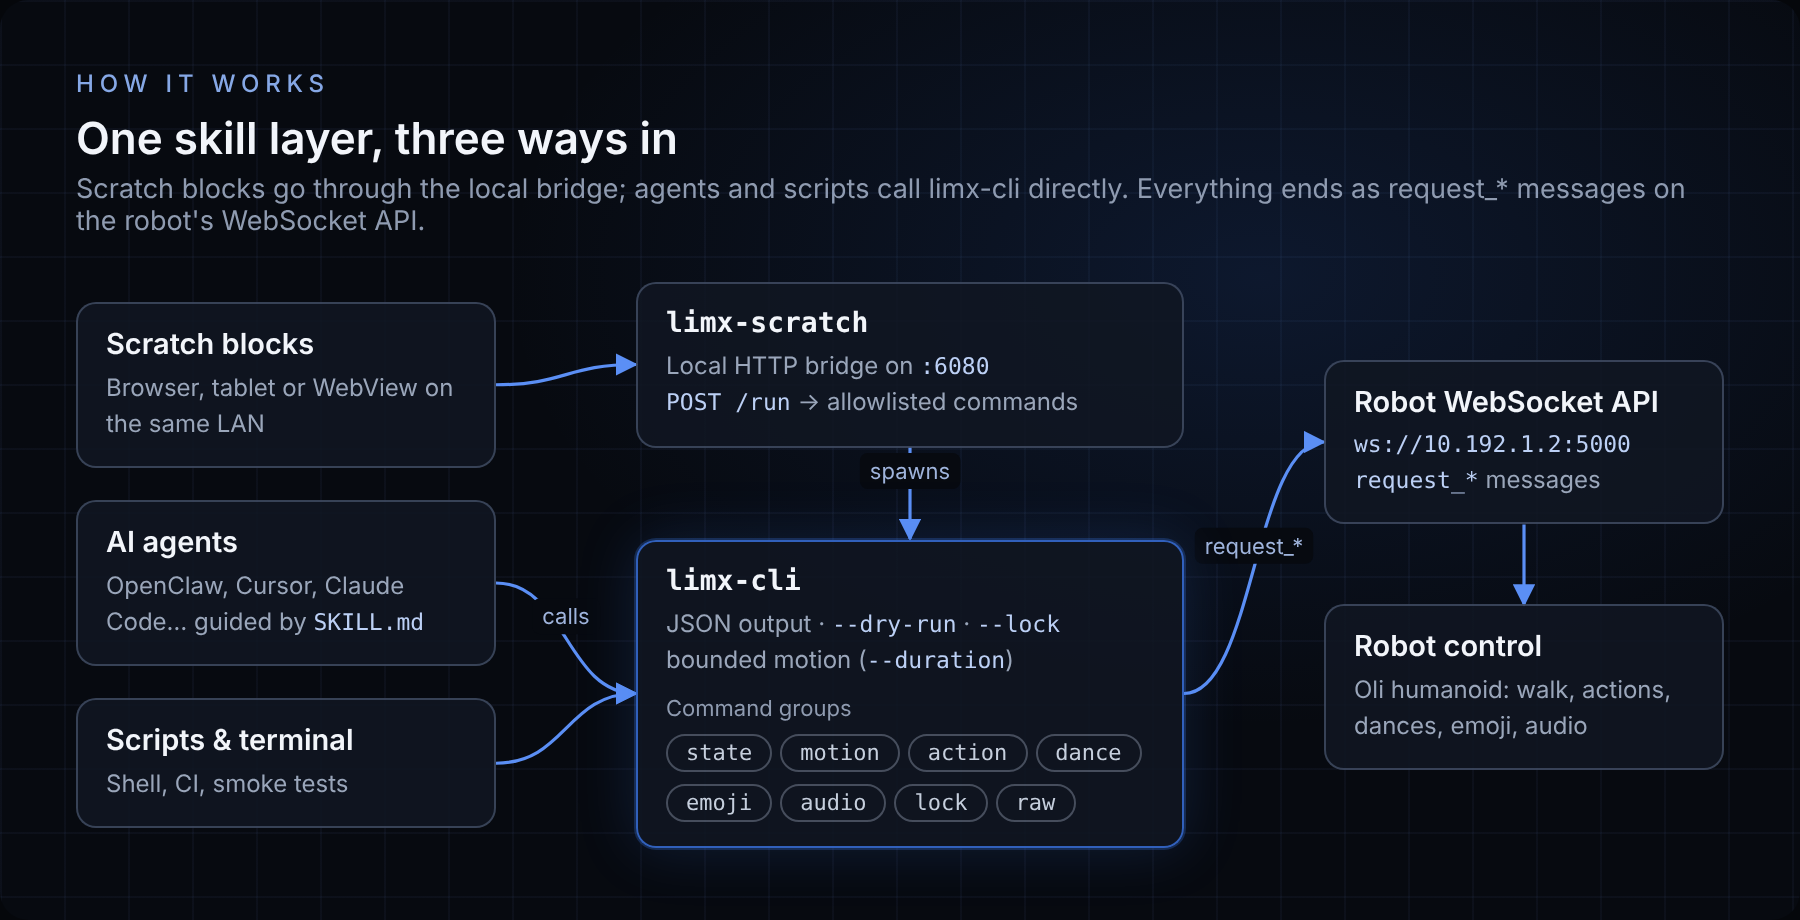 HOW IT WORKS
One skill layer, three ways in
Scratch blocks go through the local bridge; agents and scripts call limx-cli directly. Everything ends as request_* messages on
the robot's WebSocket API.
Scratch blocks
Browser, tablet or WebView on
the same LAN
AI agents
OpenClaw, Cursor, Claude
Code... guided by SKILL.md
Scripts & terminal
Shell, CI, smoke tests
calls
limx-scratch
Local HTTP bridge on :6080
POST /run → allowlisted commands
spawns
limx-cli
JSON output · --dry-run · --lock
bounded motion (--duration)
Command groups
state motion action dance
emoji audio lock raw
request_*
Robot WebSocket API
ws://10.192.1.2:5000
request_* messages
Robot control
Oli humanoid: walk, actions,
dances, emoji, audio